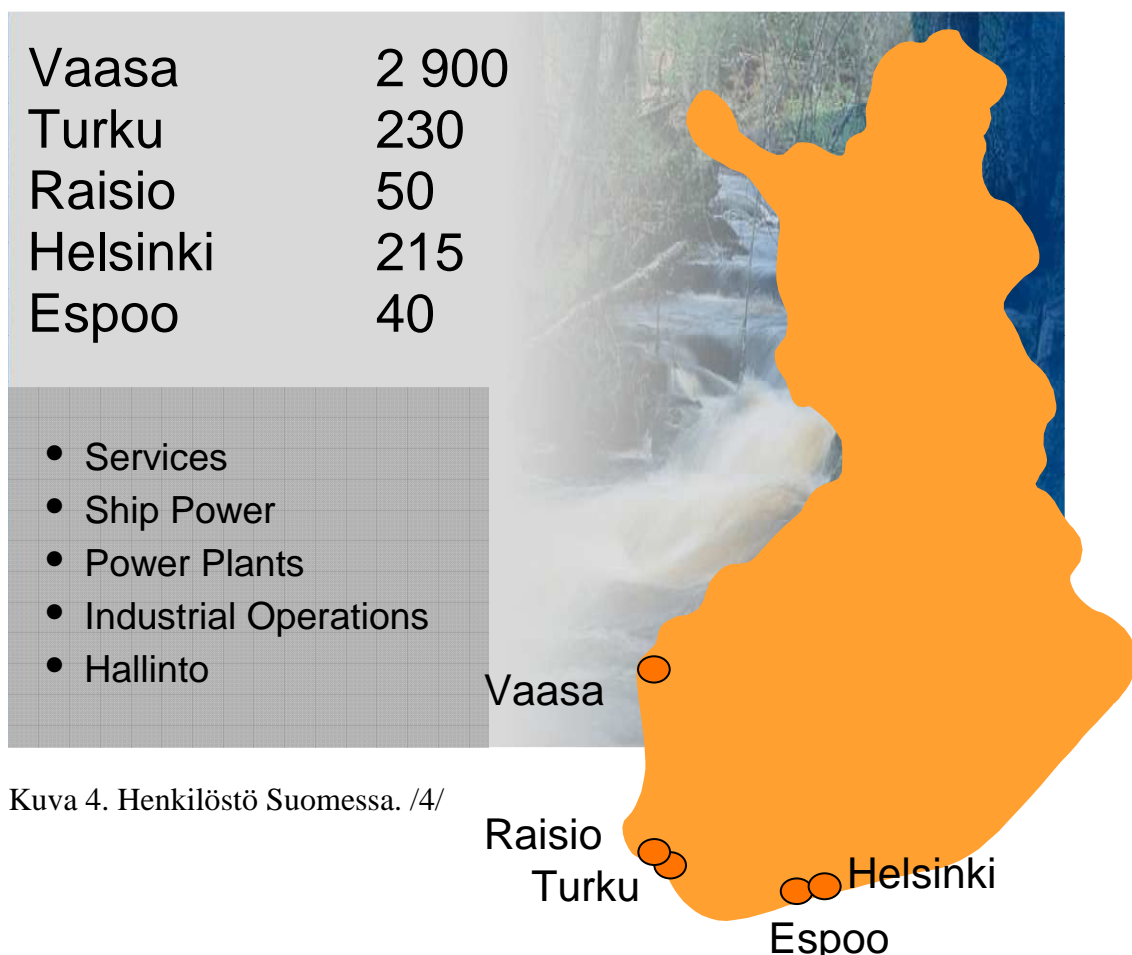 Vaasa 2 900
Turku 230
Raisio 50
Helsinki 215
Espoo 40
• Services
• Ship Power
• Power Plants
• Industrial Operations
• Hallinto
Vaasa
Kuva 4. Henkilöstö Suomessa. /4/
Raisio
Turku
Helsinki
Espoo